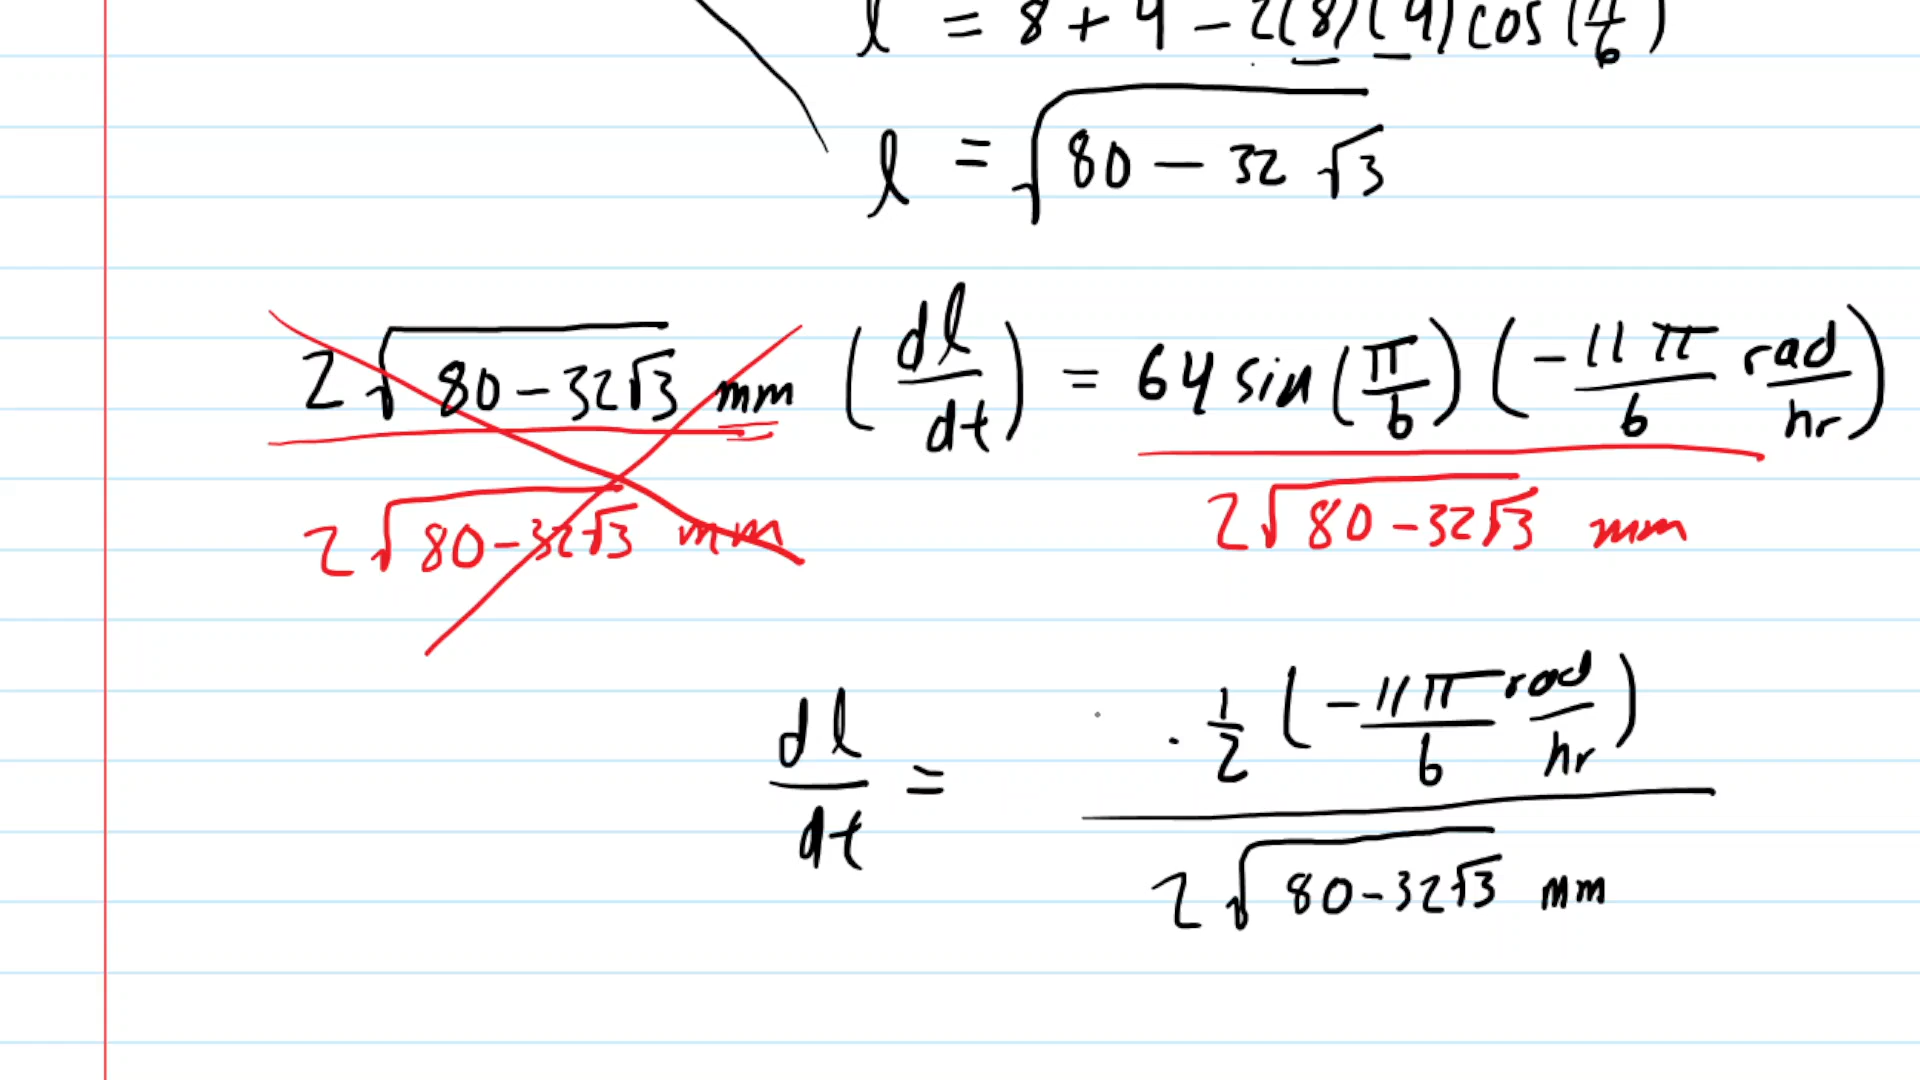 l = 8 + 4 - 2(8)(4) cos(π/6)
l = √(80 - 32√3)
2√(80-32√3) mm (dl/dt) = 64 sin(π/6) (-11π/6 rad/hr)
2√(80-32√3) mm 2√(80-32√3) mm
dl/dt = · 1/2 (-11π/6 rad/hr)
2√(80-32√3) mm